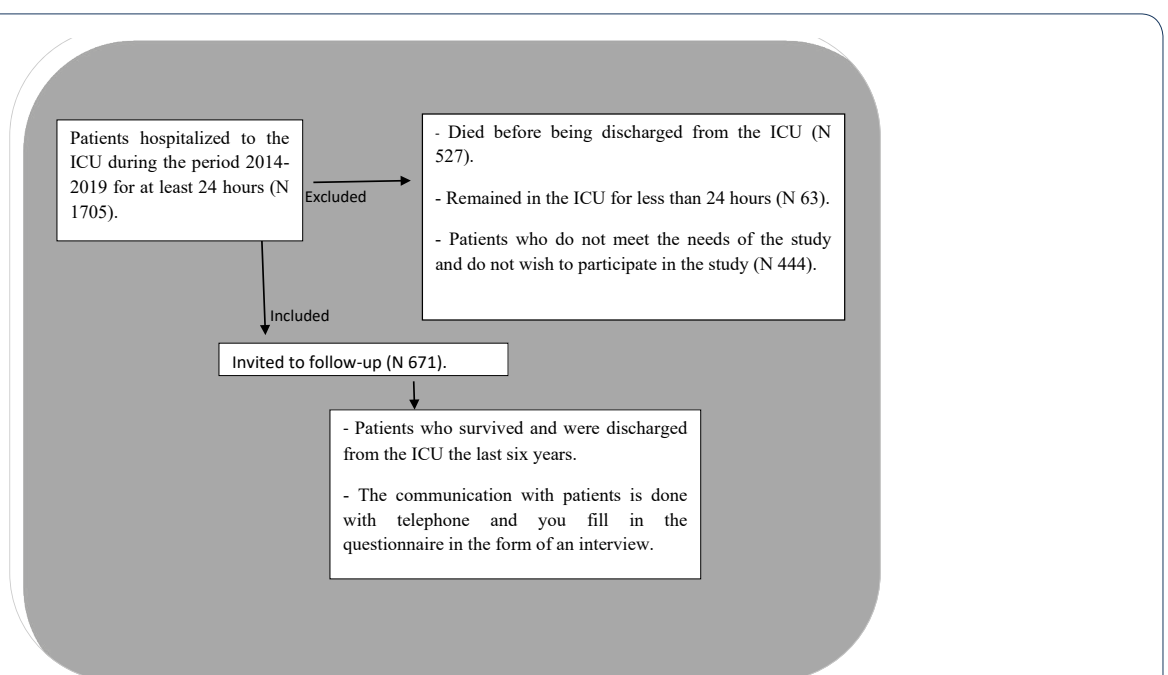 Patients hospitalized to the
ICU during the period 2014-
2019 for at least 24 hours (N
1705).
Excluded
- Died before being discharged from the ICU (N
527).
- Remained in the ICU for less than 24 hours (N 63).
- Patients who do not meet the needs of the study
and do not wish to participate in the study (N 444).
Included
Invited to follow-up (N 671).
- Patients who survived and were discharged
from the ICU the last six years.
- The communication with patients is done
with telephone and you fill in the
questionnaire in the form of an interview.